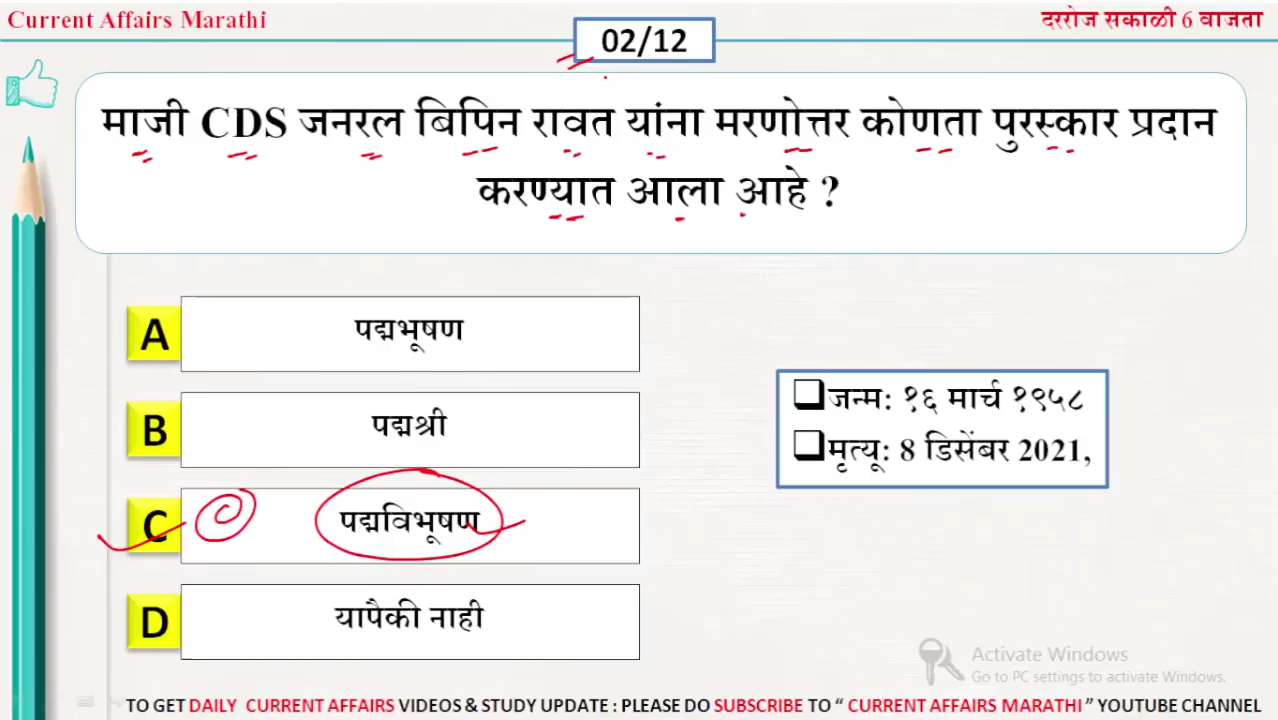 Current Affairs Marathi
दररोज सकाळी 6 वाजता
02/12
माजी CDS जनरल बिपिन रावत यांना मरणोत्तर कोणता पुरस्कार प्रदान
करण्यात आला आहे ?
A पद्मभूषण
B पद्मश्री
C पद्मविभूषण
D यापैकी नाही
जन्म: १६ मार्च १९५८
मृत्यू: 8 डिसेंबर 2021,
Activate Windows
Go to PC settings to activate Windows.
TO GET DAILY CURRENT AFFAIRS VIDEOS & STUDY UPDATE : PLEASE DO SUBSCRIBE TO “ CURRENT AFFAIRS MARATHI ” YOUTUBE CHANNEL